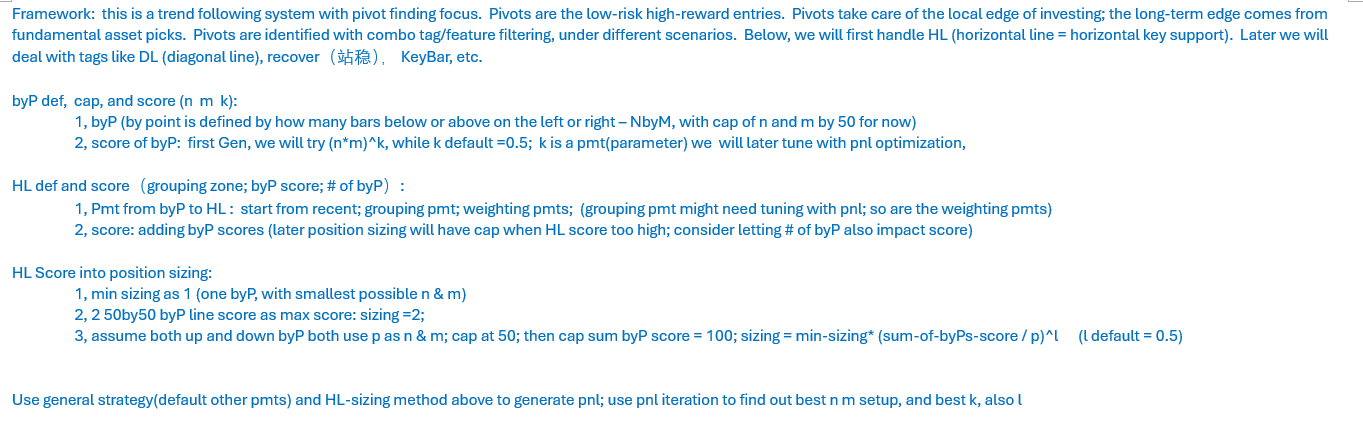 Framework:  this is a trend following system with pivot finding focus.  Pivots are the low-risk high-reward entries.  Pivots take care of the local edge of investing; the long-term edge comes from
fundamental asset picks.  Pivots are identified with combo tag/feature filtering, under different scenarios.  Below, we will first handle HL (horizontal line = horizontal key support).  Later we will
deal with tags like DL (diagonal line), recover（站稳）,   KeyBar, etc.
byP def,  cap, and score (n  m  k):
1, byP (by point is defined by how many bars below or above on the left or right – NbyM, with cap of n and m by 50 for now)
2, score of byP:  first Gen, we will try (n*m)^k, while k default =0.5;  k is a pmt(parameter) we  will later tune with pnl optimization,
HL def and score（grouping zone; byP score; # of byP）:
1, Pmt from byP to HL :  start from recent; grouping pmt; weighting pmts;  (grouping pmt might need tuning with pnl; so are the weighting pmts)
2, score: adding byP scores (later position sizing will have cap when HL score too high; consider letting # of byP also impact score)
HL Score into position sizing:
1, min sizing as 1 (one byP, with smallest possible n & m)
2, 2 50by50 byP line score as max score: sizing =2;
3, assume both up and down byP both use p as n & m; cap at 50; then cap sum byP score = 100; sizing = min-sizing* (sum-of-byPs-score / p)^l     (l default = 0.5)
Use general strategy(default other pmts) and HL-sizing method above to generate pnl; use pnl iteration to find out best n m setup, and best k, also l